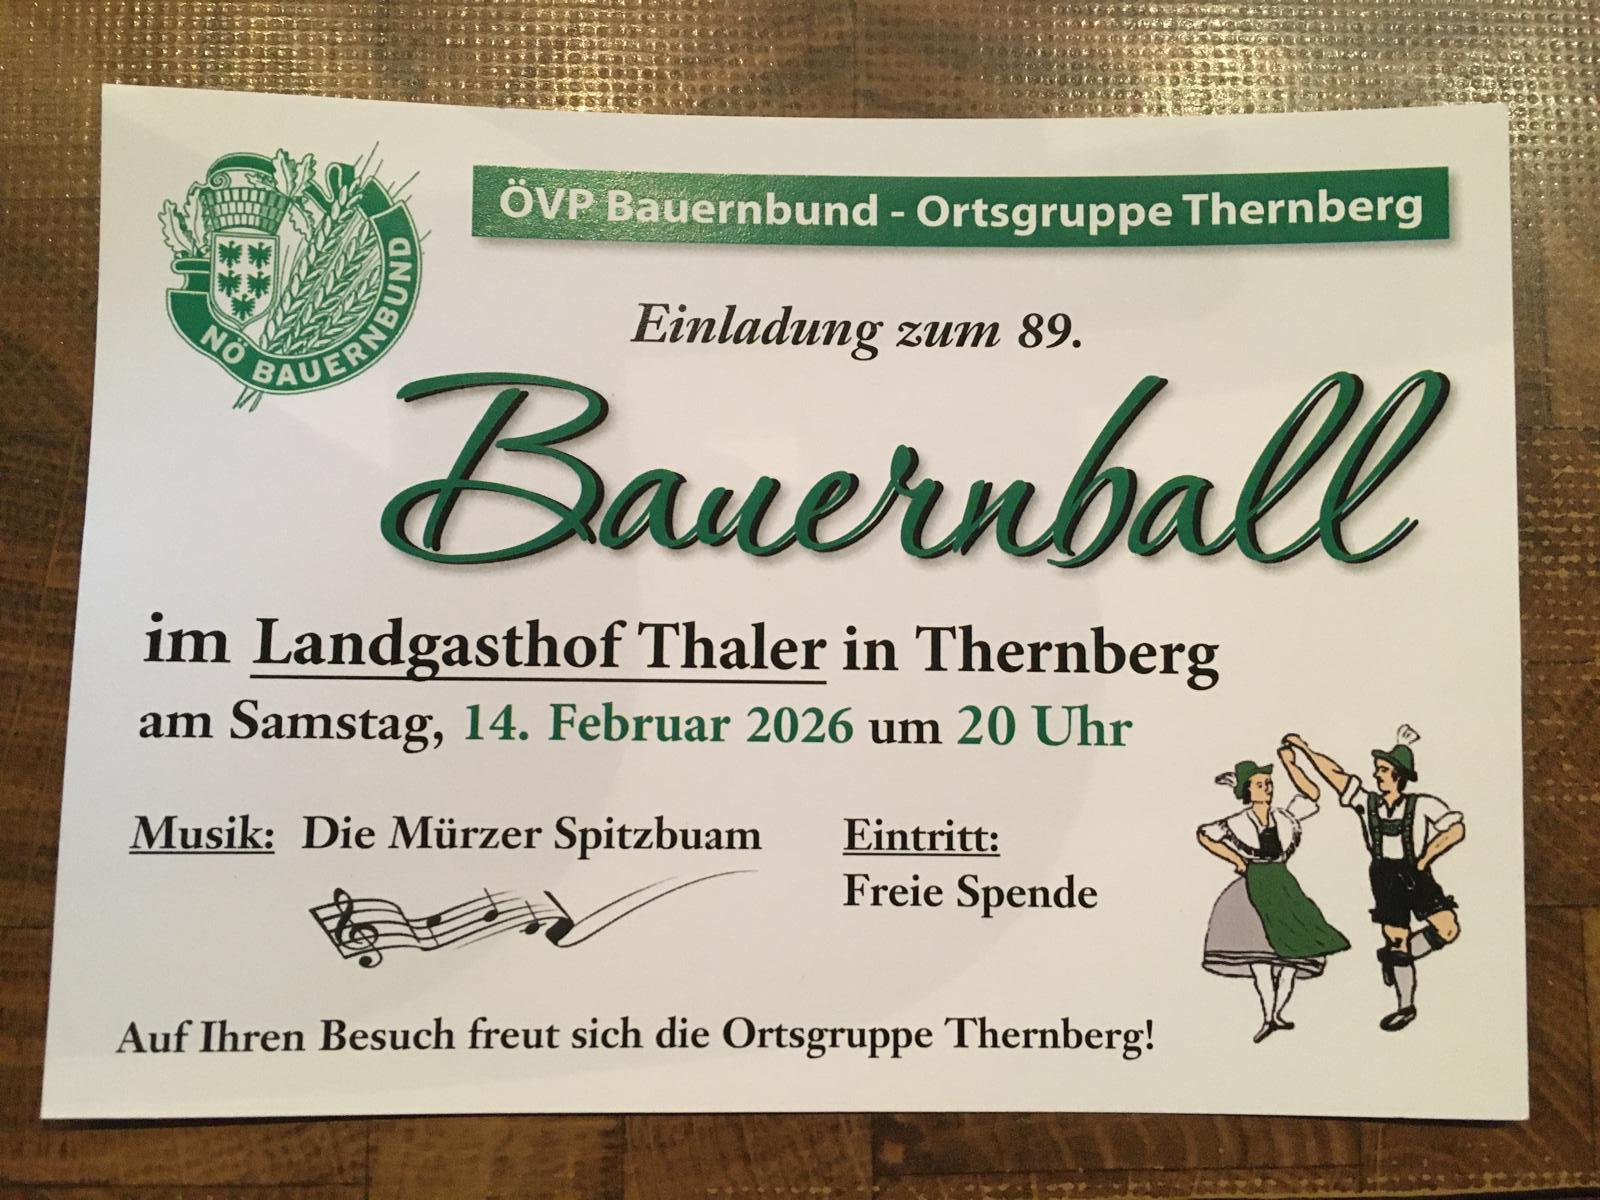 ÖVP Bauernbund - Ortsgruppe Thernberg
NÖ BAUERNBUND
Einladung zum 89.
Bauernball
im Landgasthof Thaler in Thernberg
am Samstag, 14. Februar 2026 um 20 Uhr
Musik: Die Mürzer Spitzbuam
Eintritt:
Freie Spende
Auf Ihren Besuch freut sich die Ortsgruppe Thernberg!